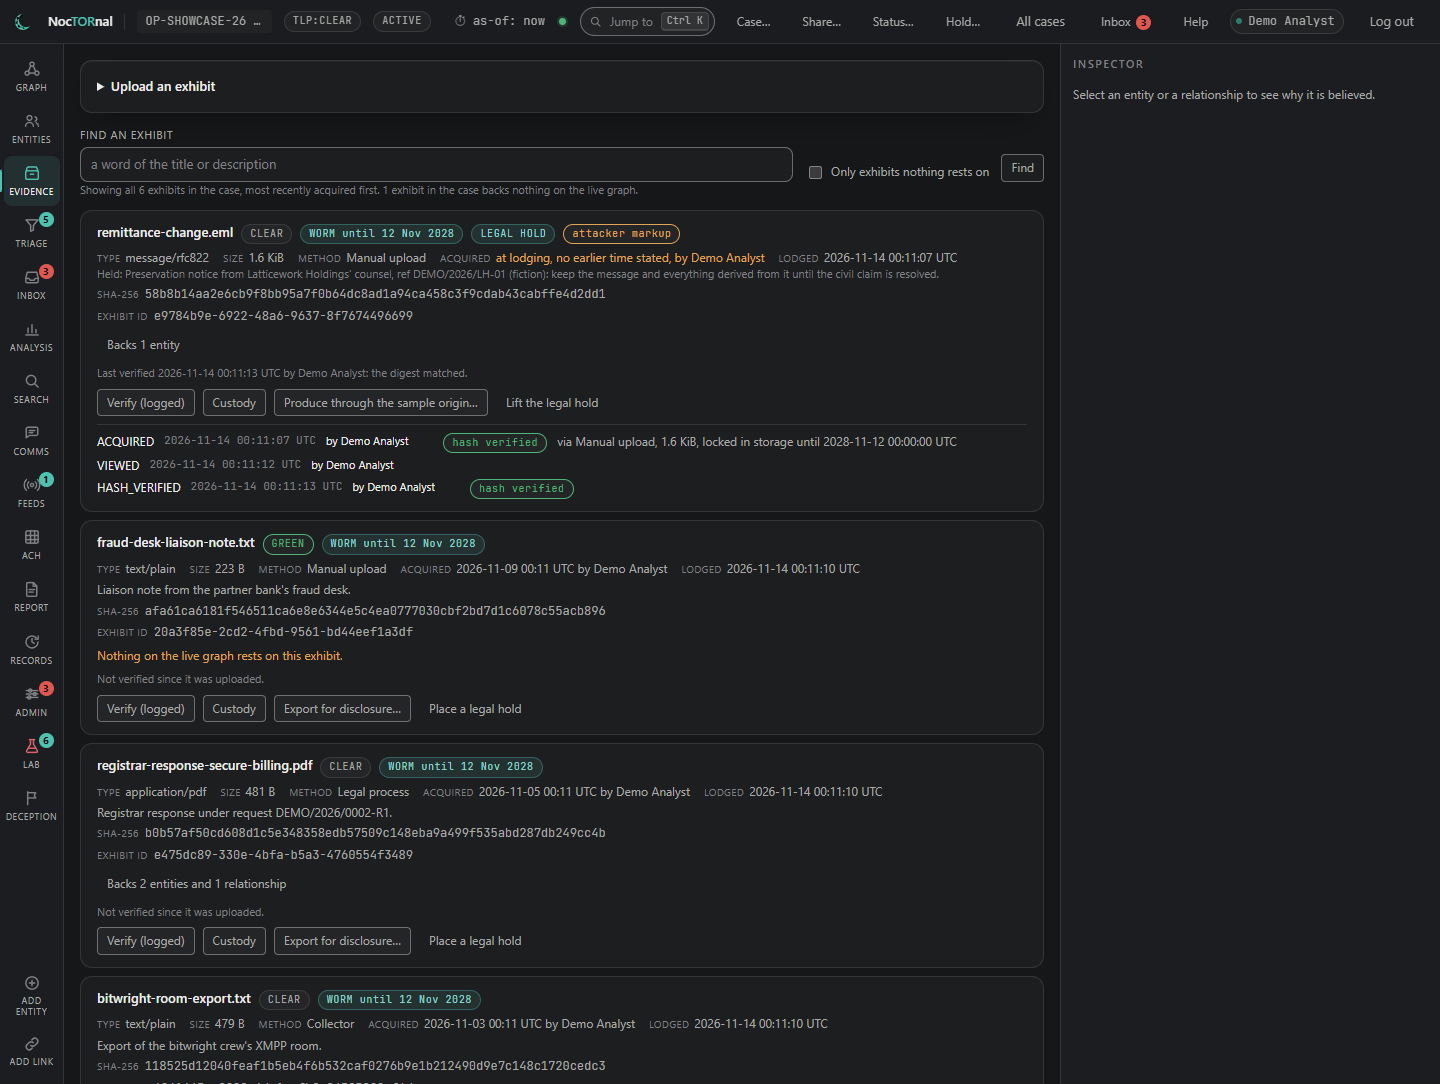 NocTORnal OP-SHOWCASE-26 ... TLP:CLEAR ACTIVE as-of: now Jump to Ctrl K Case... Share... Status... Hold... All cases Inbox 3 Help Demo Analyst Log out
GRAPH
ENTITIES
EVIDENCE
5
TRIAGE
3
INBOX
ANALYSIS
SEARCH
COMMS
1
FEEDS
ACH
REPORT
RECORDS
3
ADMIN
6
LAB
DECEPTION
ADD
ENTITY
ADD LINK
Upload an exhibit
FIND AN EXHIBIT
a word of the title or description
Only exhibits nothing rests on Find
Showing all 6 exhibits in the case, most recently acquired first. 1 exhibit in the case backs nothing on the live graph.
remittance-change.eml CLEAR WORM until 12 Nov 2028 LEGAL HOLD attacker markup
TYPE message/rfc822 SIZE 1.6 KiB METHOD Manual upload ACQUIRED at lodging, no earlier time stated, by Demo Analyst LODGED 2026-11-14 00:11:07 UTC
Held: Preservation notice from Latticework Holdings' counsel, ref DEMO/2026/LH-01 (fiction): keep the message and everything derived from it until the civil claim is resolved.
SHA-256 58b8b14aa2e6cb9f8bb95a7f0b64dc8ad1a94ca458c3f9cdab43cabffe4d2dd1
EXHIBIT ID e9784b9e-6922-48a6-9637-8f7674496699
Backs 1 entity
Last verified 2026-11-14 00:11:13 UTC by Demo Analyst: the digest matched.
Verify (logged) Custody Produce through the sample origin... Lift the legal hold
ACQUIRED 2026-11-14 00:11:07 UTC by Demo Analyst hash verified via Manual upload, 1.6 KiB, locked in storage until 2028-11-12 00:00:00 UTC
VIEWED 2026-11-14 00:11:12 UTC by Demo Analyst
HASH_VERIFIED 2026-11-14 00:11:13 UTC by Demo Analyst hash verified
fraud-desk-liaison-note.txt GREEN WORM until 12 Nov 2028
TYPE text/plain SIZE 223 B METHOD Manual upload ACQUIRED 2026-11-09 00:11 UTC by Demo Analyst LODGED 2026-11-14 00:11:10 UTC
Liaison note from the partner bank's fraud desk.
SHA-256 afa61ca6181f546511ca6e8e6344e5c4ea0777030cbf2bd7d1c6078c55acb896
EXHIBIT ID 20a3f85e-2cd2-4fbd-9561-bd44eef1a3df
Nothing on the live graph rests on this exhibit.
Not verified since it was uploaded.
Verify (logged) Custody Export for disclosure... Place a legal hold
registrar-response-secure-billing.pdf CLEAR WORM until 12 Nov 2028
TYPE application/pdf SIZE 481 B METHOD Legal process ACQUIRED 2026-11-05 00:11 UTC by Demo Analyst LODGED 2026-11-14 00:11:10 UTC
Registrar response under request DEMO/2026/0002-R1.
SHA-256 b0b57af50cd608d1c5e348358edb57509c148eba9a499f535abd287db249cc4b
EXHIBIT ID e475dc89-330e-4bfa-b5a3-4760554f3489
Backs 2 entities and 1 relationship
Not verified since it was uploaded.
Verify (logged) Custody Export for disclosure... Place a legal hold
bitwright-room-export.txt CLEAR WORM until 12 Nov 2028
TYPE text/plain SIZE 479 B METHOD Collector ACQUIRED 2026-11-03 00:11 UTC by Demo Analyst LODGED 2026-11-14 00:11:10 UTC
Export of the bitwright crew's XMPP room.
SHA-256 118525d12040feaf1b5eb4f6b532caf0276b9e1b212490d9e7c148c1720cedc3
INSPECTOR
Select an entity or a relationship to see why it is believed.